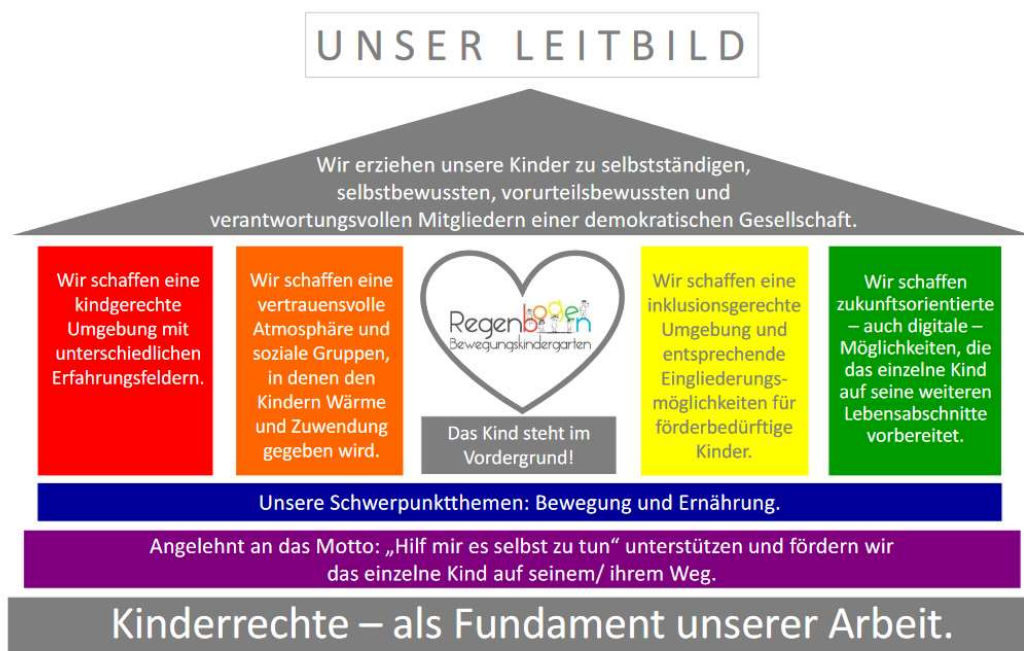 UNSER LEITBILD
Wir erziehen unsere Kinder zu selbstständigen,
selbstbewussten, vorurteilsbewussten und
verantwortungsvollen Mitgliedern einer demokratischen Gesellschaft.
Wir schaffen eine
kindgerechte
Umgebung mit
unterschiedlichen
Erfahrungsfeldern.
Wir schaffen eine
vertrauensvolle
Atmosphäre und
soziale Gruppen,
in denen den
Kindern Wärme
und Zuwendung
gegeben wird.
Regenbogen
born
Bewegungskindergarten
Das Kind steht im
Vordergrund!
Wir schaffen eine
inklusionsgerechte
Umgebung und
entsprechende
Eingliederungs-
möglichkeiten für
förderbedürftige
Kinder.
Wir schaffen
zukunftsorientierte
– auch digitale –
Möglichkeiten, die
das einzelne Kind
auf seine weiteren
Lebensabschnitte
vorbereitet.
Unsere Schwerpunktthemen: Bewegung und Ernährung.
Angelehnt an das Motto: „Hilf mir es selbst zu tun“ unterstützen und fördern wir
das einzelne Kind auf seinem/ ihrem Weg.
Kinderrechte – als Fundament unserer Arbeit.